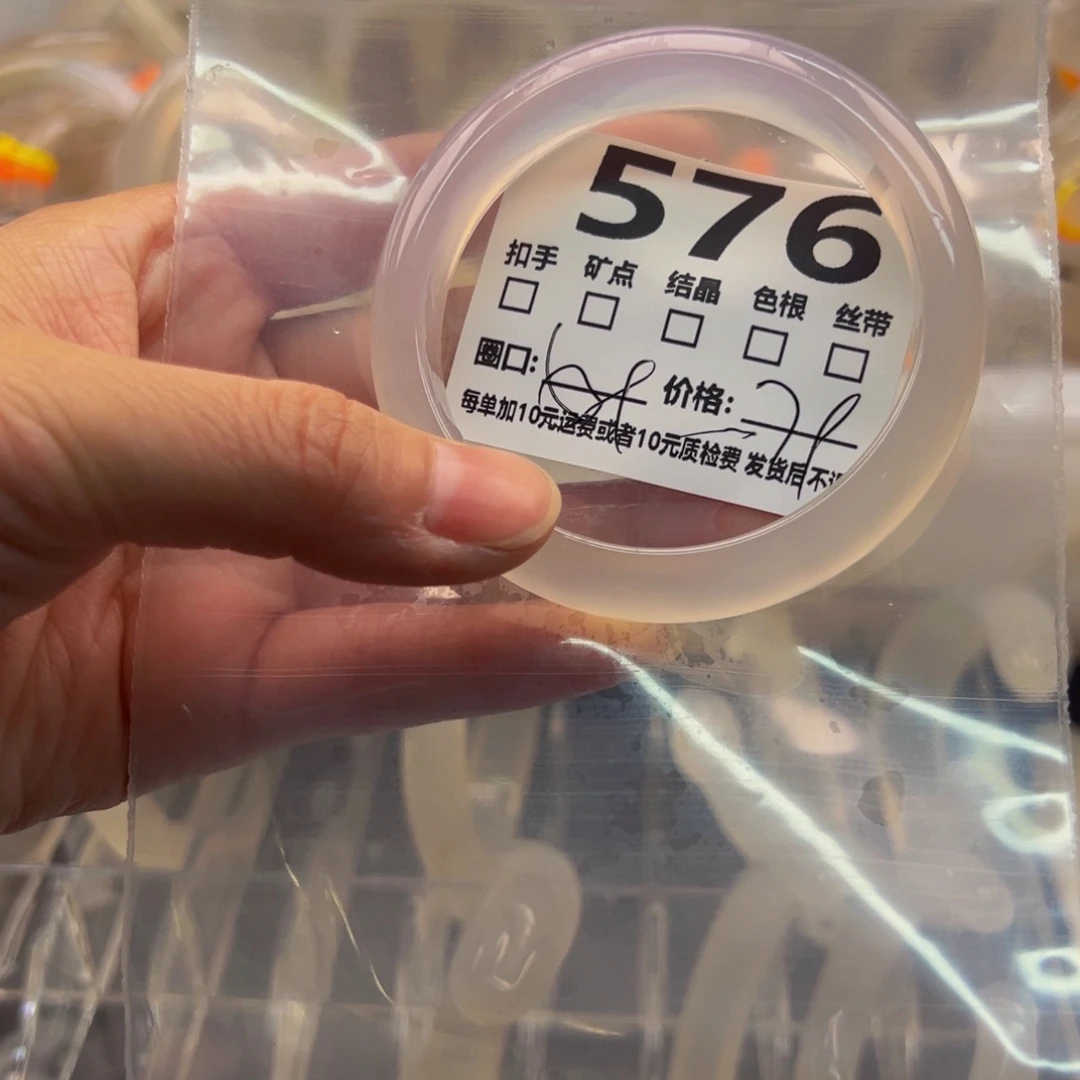 576
扣手 矿点 结晶 色根 丝带
圈口: 价格:
每单加10元运费或者10元质检费 发货后不